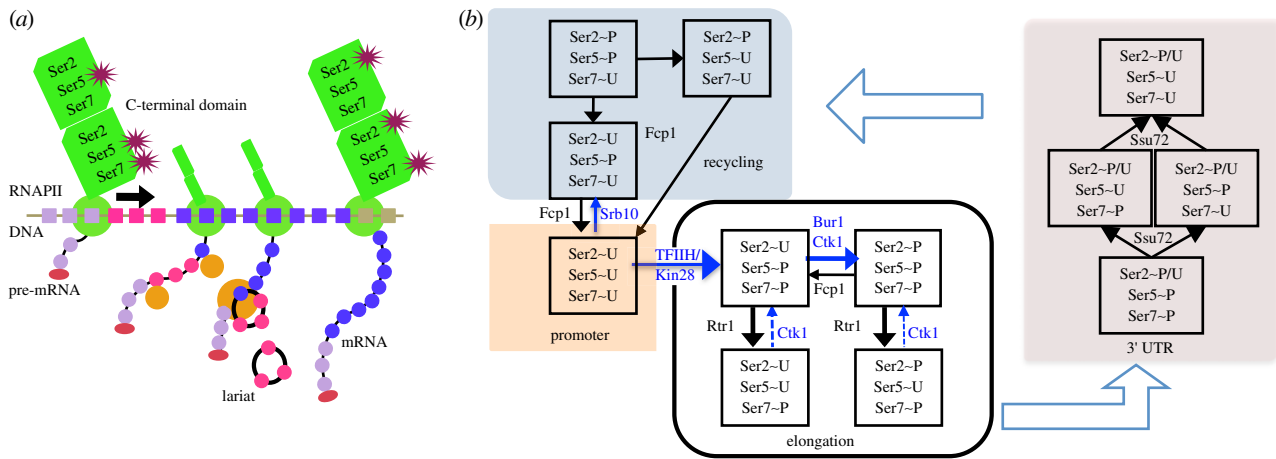 (a)
Ser2
Ser5
Ser7
Ser2
Ser5
Ser7
C-terminal domain
RNAPII
DNA
pre-mRNA
lariat
mRNA
Ser2
Ser5
Ser7
Ser2
Ser5
Ser7
(b)
Ser2~P
Ser5~P
Ser7~U
Ser2~P
Ser5~U
Ser7~U
Ser2~U
Ser5~P
Ser7~U
Fcp1
recycling
Fcp1
Srb10
Ser2~U
Ser5~U
Ser7~U
promoter
TFIIH/
Kin28
Ser2~U
Ser5~P
Ser7~P
Bur1
Ctk1
Fcp1
Ser2~P
Ser5~P
Ser7~P
Rtr1
Ctk1
Rtr1
Ctk1
Ser2~U
Ser5~U
Ser7~P
Ser2~P
Ser5~U
Ser7~P
elongation
Ser2~P/U
Ser5~U
Ser7~U
Ssu72
Ser2~P/U
Ser5~U
Ser7~P
Ser2~P/U
Ser5~P
Ser7~U
Ssu72
Ser2~P/U
Ser5~P
Ser7~P
3' UTR